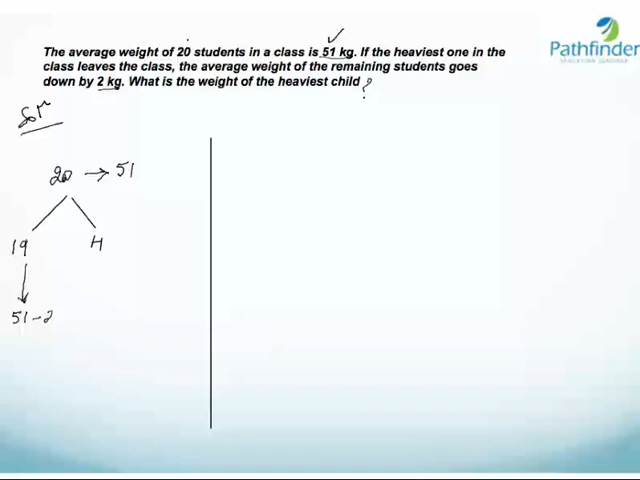 The average weight of 20 students in a class is 51 kg. If the heaviest one in the
class leaves the class, the average weight of the remaining students goes
down by 2 kg. What is the weight of the heaviest child ?
Pathfinder
Solⁿ
20 → 51
19 H
51-2